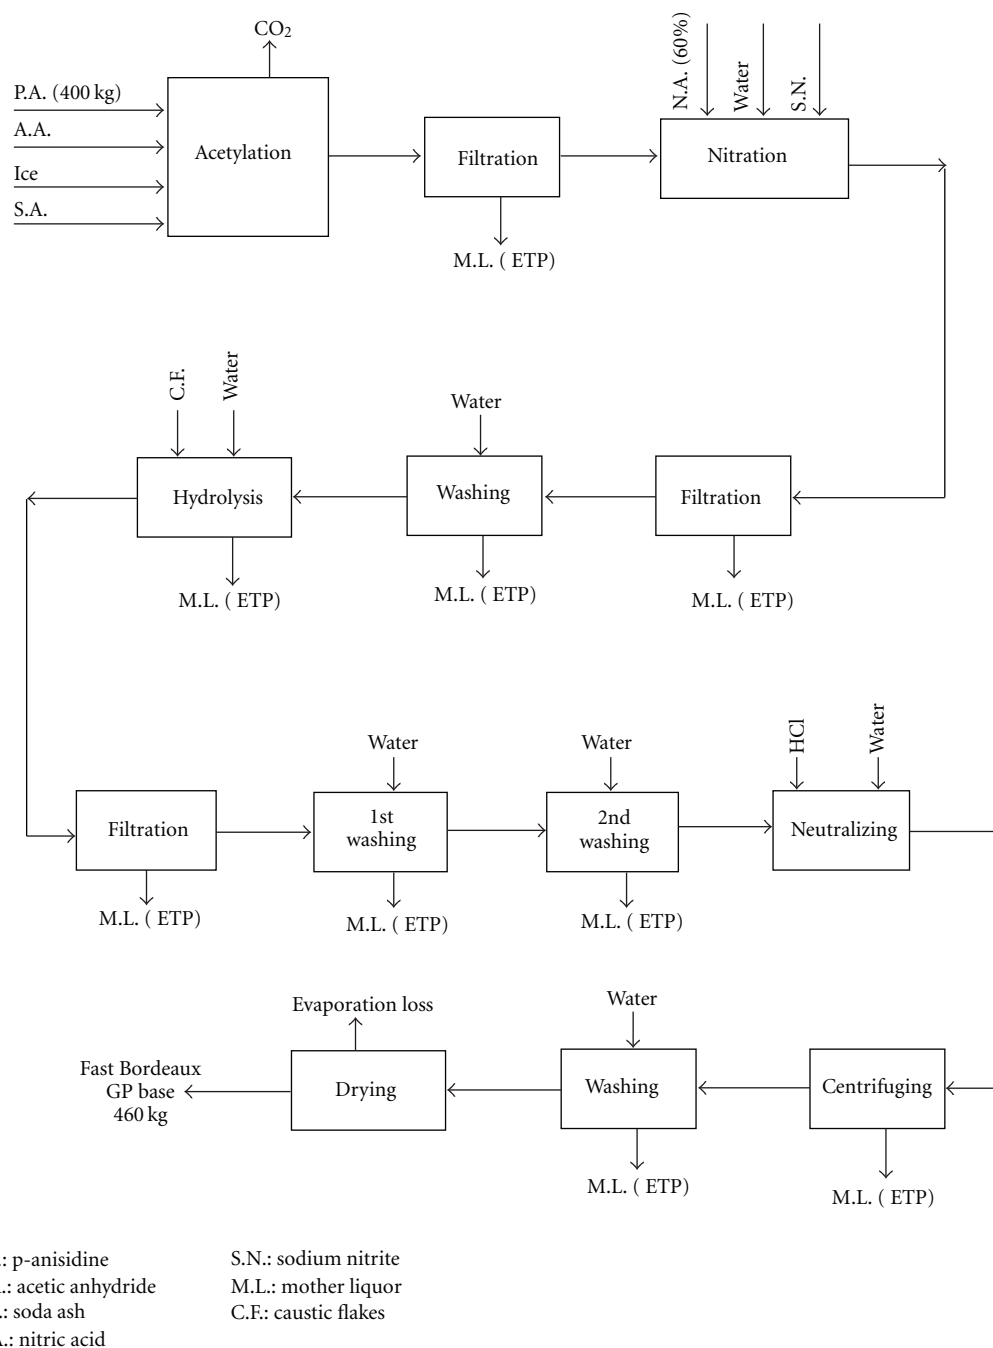 CO2
P.A. (400 kg)
A.A.
Ice
S.A.
Acetylation
Filtration
M.L. ( ETP)
N.A. (60%)
Water
S.N.
Nitration
C.F.
Water
Hydrolysis
M.L. ( ETP)
Water
Washing
M.L. ( ETP)
Filtration
M.L. ( ETP)
Filtration
M.L. ( ETP)
Water
1st
washing
M.L. ( ETP)
Water
2nd
washing
M.L. ( ETP)
HCl
Water
Neutralizing
Evaporation loss
Fast Bordeaux
GP base
460 kg
Drying
Water
Washing
M.L. ( ETP)
Centrifuging
M.L. ( ETP)
.: p-anisidine
.: acetic anhydride
.: soda ash
.: nitric acid
S.N.: sodium nitrite
M.L.: mother liquor
C.F.: caustic flakes